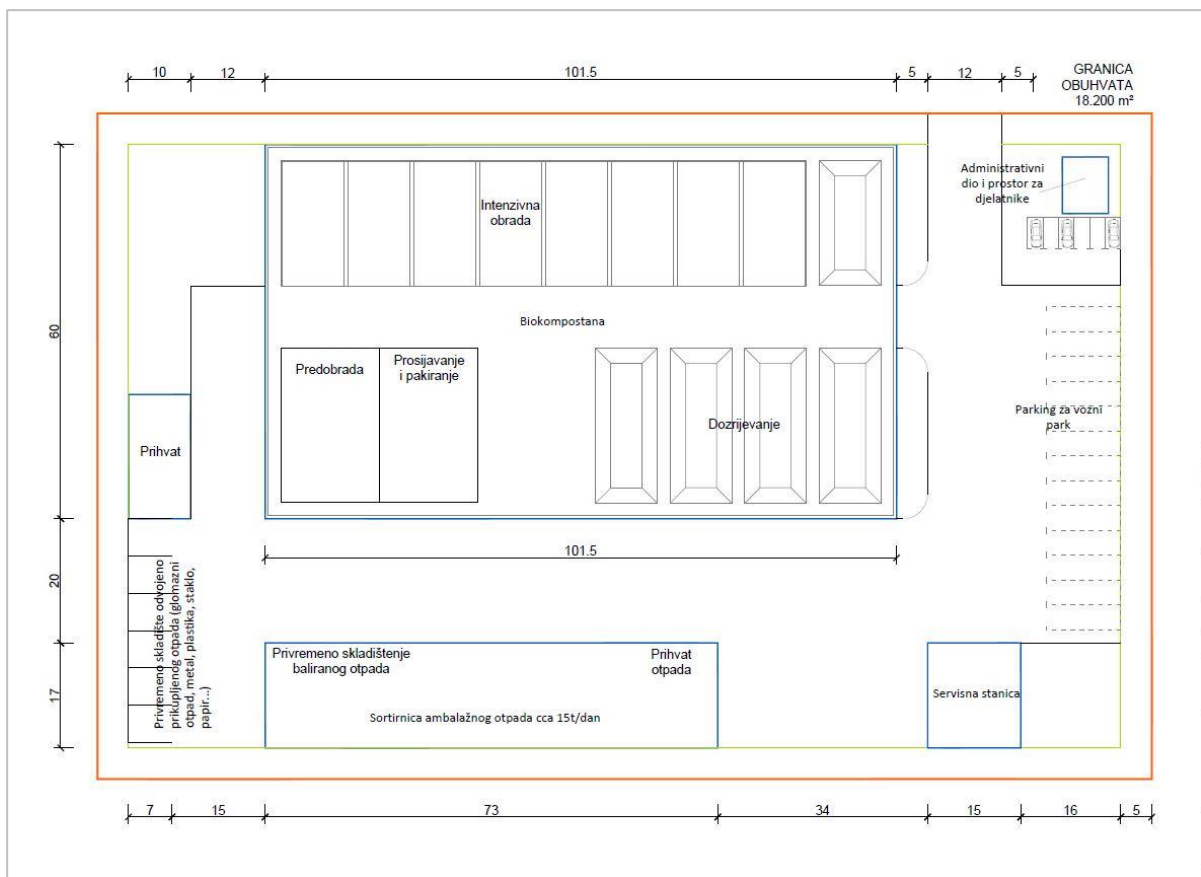 10
12
101.5
5
12
5
GRANICA
OBUHVATA
18.200 m²
Administrativni
dio i prostor za
djelatnike
Intenzivna
obrada
Biokompostana
60
Predobrada
Prosijavanje
i pakiranje
Dozrijevanje
Parking za vozni
park
Prihvat
101.5
20
Privremeno skladište odvojeno
prikupljenog otpada (glomazni
otpad, metal, plastika, staklo,
papir...)
17
Privremeno skladištenje
baliranog otpada
Prihvat
otpada
Sortirnica ambalažnog otpada cca 15t/dan
Servisna stanica
7
15
73
34
15
16
5